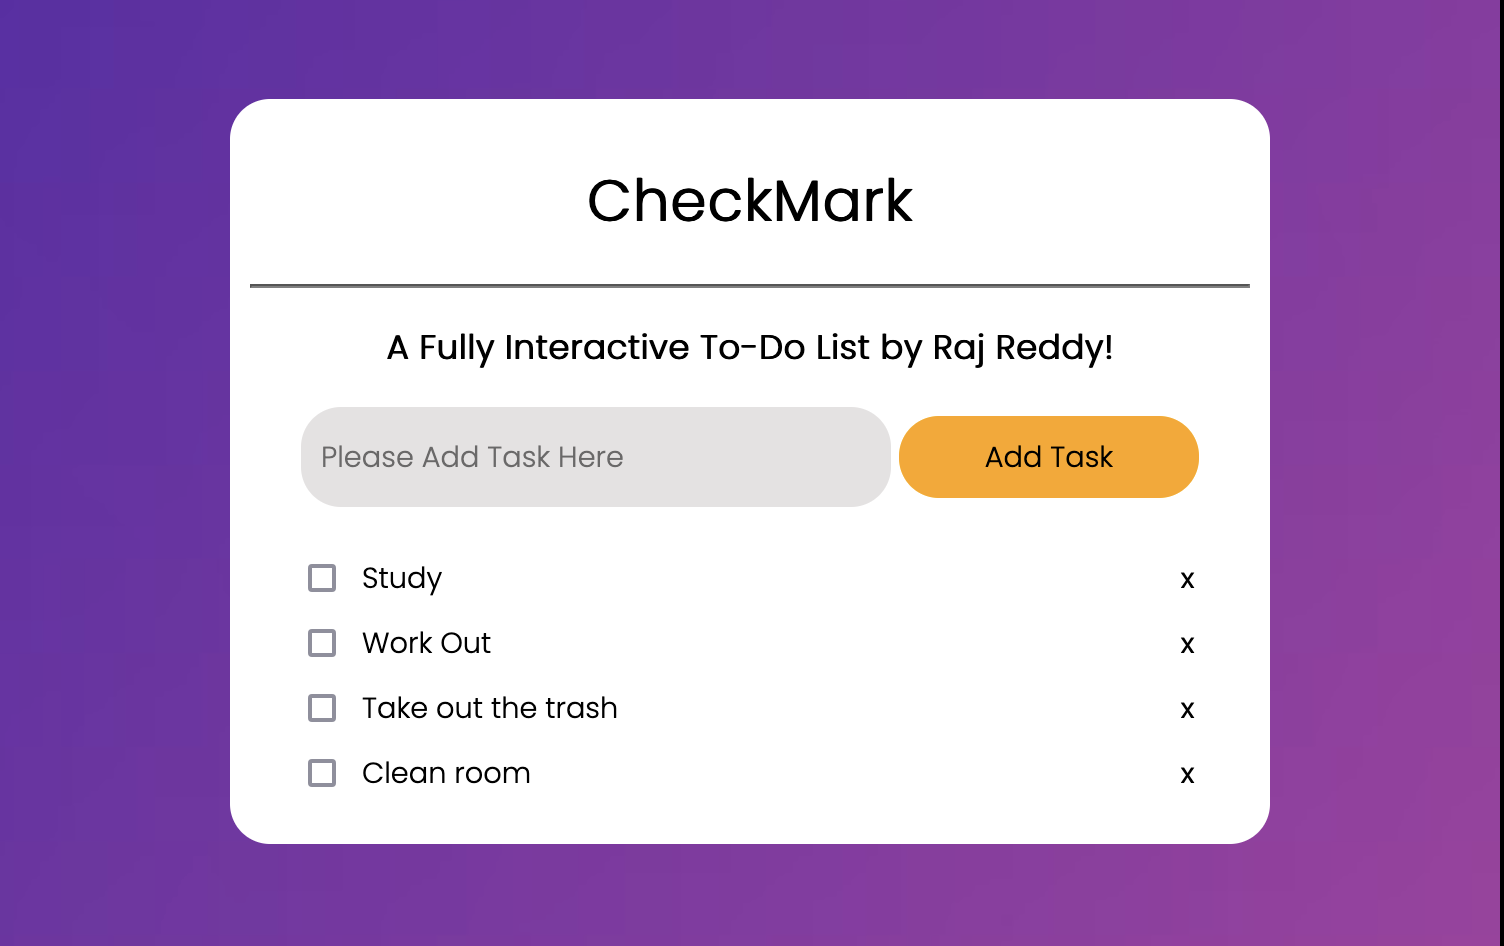 CheckMark
A Fully Interactive To-Do List by Raj Reddy!
Please Add Task Here Add Task
Study x
Work Out x
Take out the trash x
Clean room x